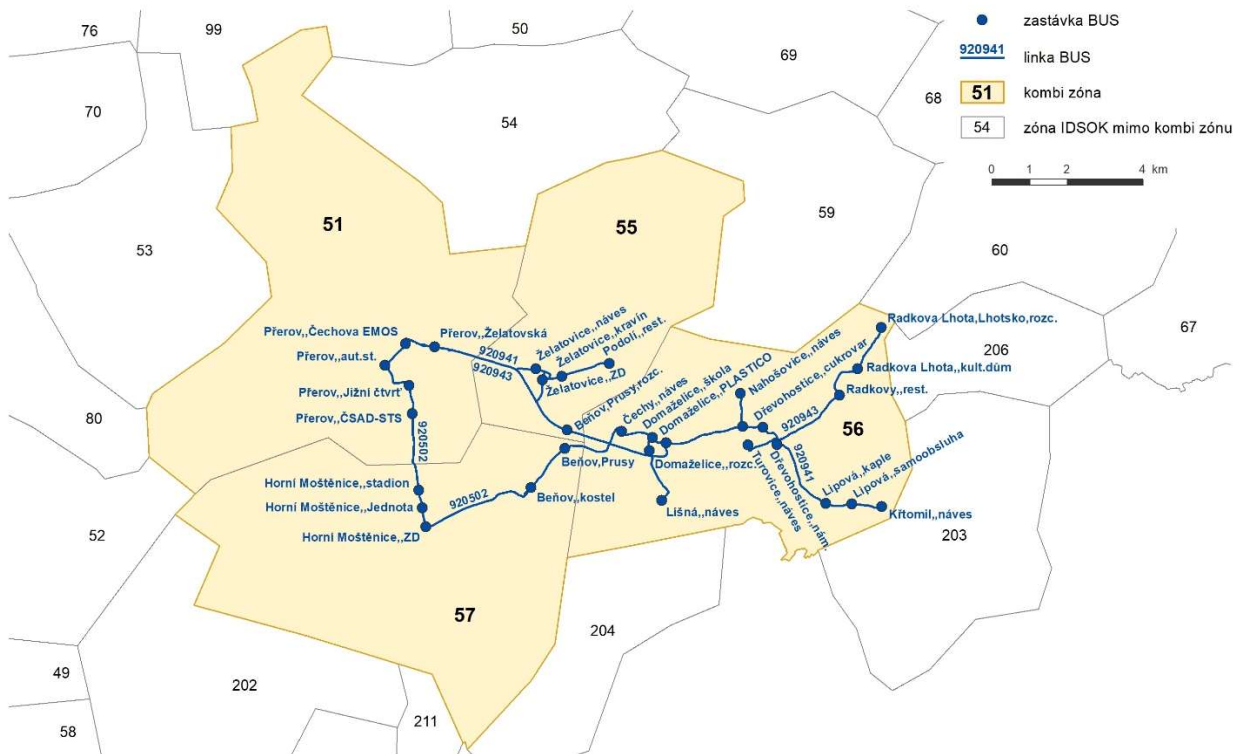 76
99
50
69
68
70
54
53
51
55
59
60
67
206
80
52
56
57
203
204
49
202
211
58
zastávka BUS
920941
linka BUS
51
kombi zóna
54
zóna IDSOK mimo kombi zónu
0 1 2 4 km
Přerov,,Čechova EMOS
Přerov,,Želatovská
Přerov,,aut.st.
Přerov,,Jižní čtvrť
Přerov,,ČSAD-STS
920502
Horní Moštěnice,,stadion
Horní Moštěnice,,Jednota
Horní Moštěnice,,ZD
920502
920941
920943
Želatovice,,náves
Želatovice,,kravín
Podolí,,rest.
Želatovice,,ZD
Beňov,Prusy,rozc.
Beňov,Prusy
Beňov,,kostel
Čechy,,náves
Domaželice,,škola
Domaželice,,PLASTICO
Domaželice,,rozc.
Líšná,,náves
Nahošovice,,náves
Dřevohostice,,cukrovar
Turovice,,náves
Dřevohostice,,nám.
920943
920941
Radkova Lhota,Lhotsko,rozc.
Radkova Lhota,,kult.dům
Radkovy,,rest.
Lipová,,kaple
Lipová,,samoobsluha
Křtomil,,náves